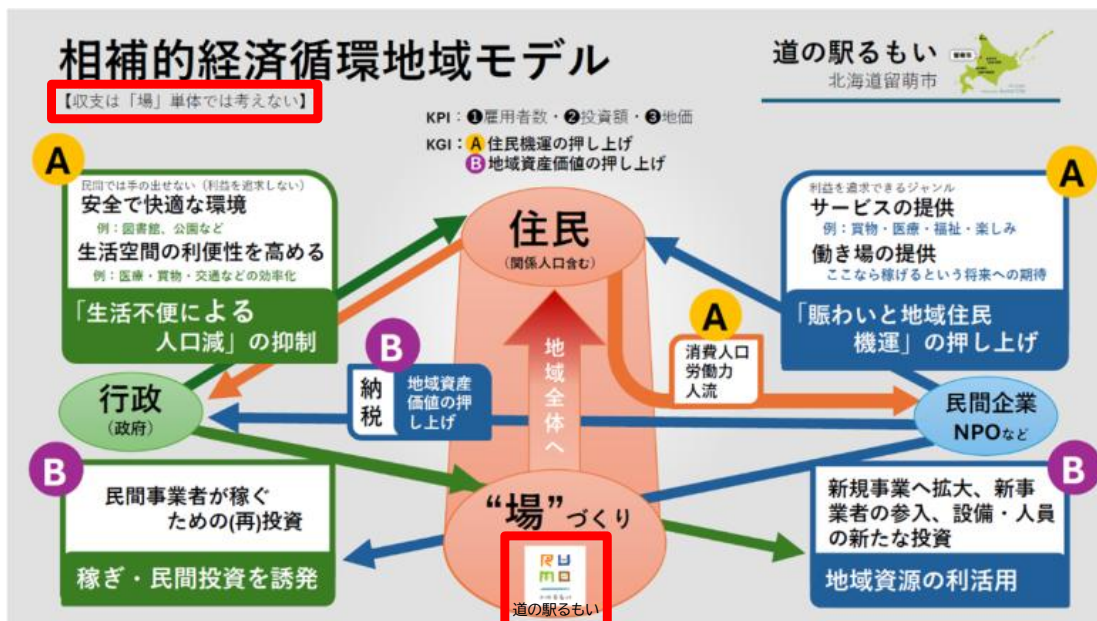 相補的経済循環地域モデル
【収支は「場」単体では考えない】
道の駅るもい
北海道留萌市
KPI：❶雇用者数・❷投資額・❸地価
KGI：A 住民機運の押し上げ
B 地域資産価値の押し上げ
A
民間では手の出せない（利益を追求しない）
安全で快適な環境
例：図書館、公園など
生活空間の利便性を高める
例：医療・買物・交通などの効率化
「生活不便による
人口減」の抑制
住民
（関係人口含む）
A
利益を追求できるジャンル
サービスの提供
例：買物・医療・福祉・楽しみ
働き場の提供
ここなら稼げるという将来への期待
「賑わいと地域住民
機運」の押し上げ
B
納税
地域資産
価値の押
し上げ
地域全体へ
A
消費人口
労働力
人流
行政
（政府）
民間企業
NPOなど
B
民間事業者が稼ぐ
ための(再)投資
稼ぎ・民間投資を誘発
“場”づくり
道の駅るもい
B
新規事業へ拡大、新事
業者の参入、設備・人員
の新たな投資
地域資源の利活用